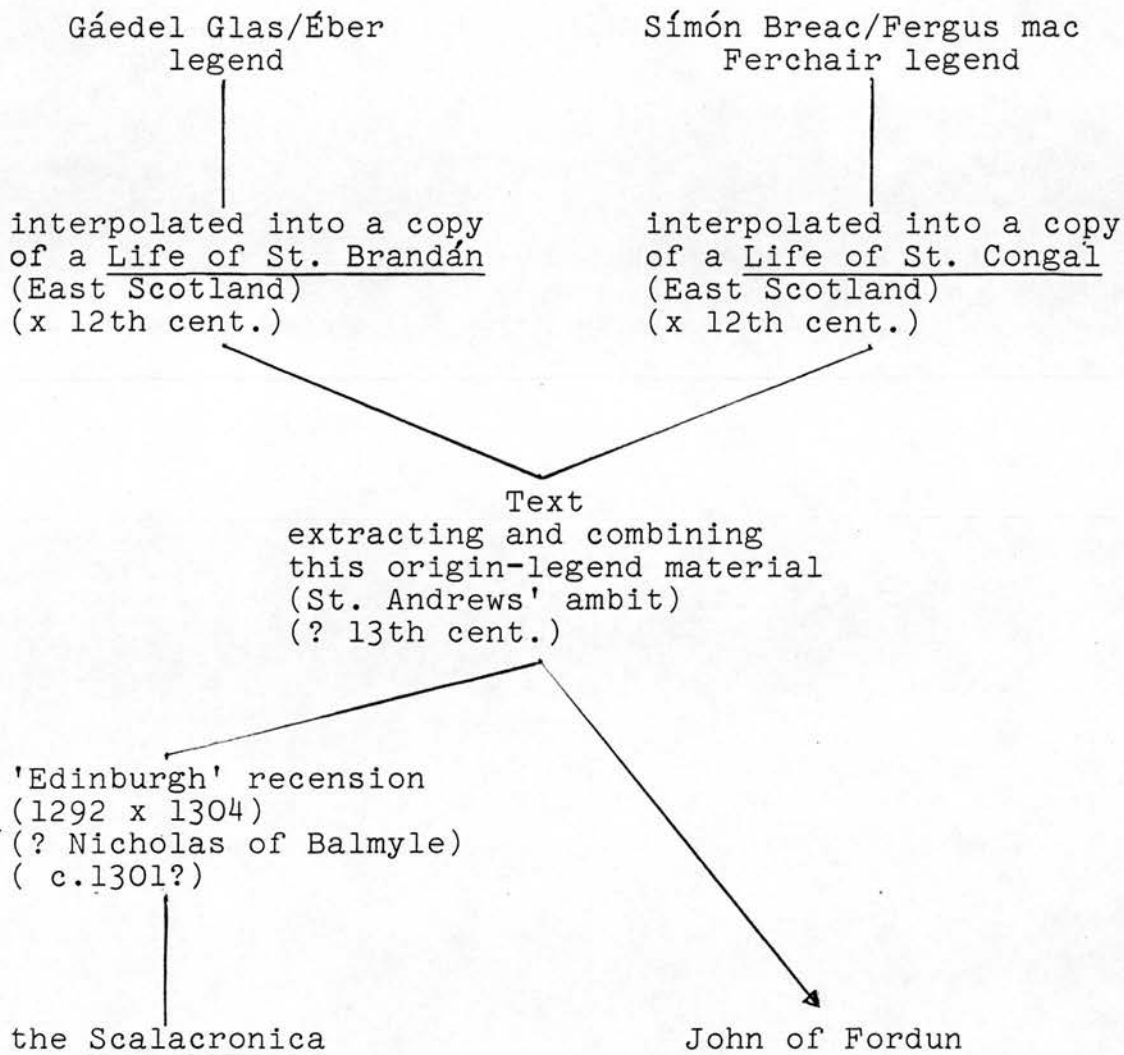 Gáedel Glas/Éber
legend
Símón Breac/Fergus mac
Ferchair legend
interpolated into a copy
of a Life of St. Brandán
(East Scotland)
(x 12th cent.)
interpolated into a copy
of a Life of St. Congal
(East Scotland)
(x 12th cent.)
Text
extracting and combining
this origin-legend material
(St. Andrews' ambit)
(? 13th cent.)
'Edinburgh' recension
(1292 x 1304)
(? Nicholas of Balmyle)
( c.1301?)
the Scalacronica
John of Fordun